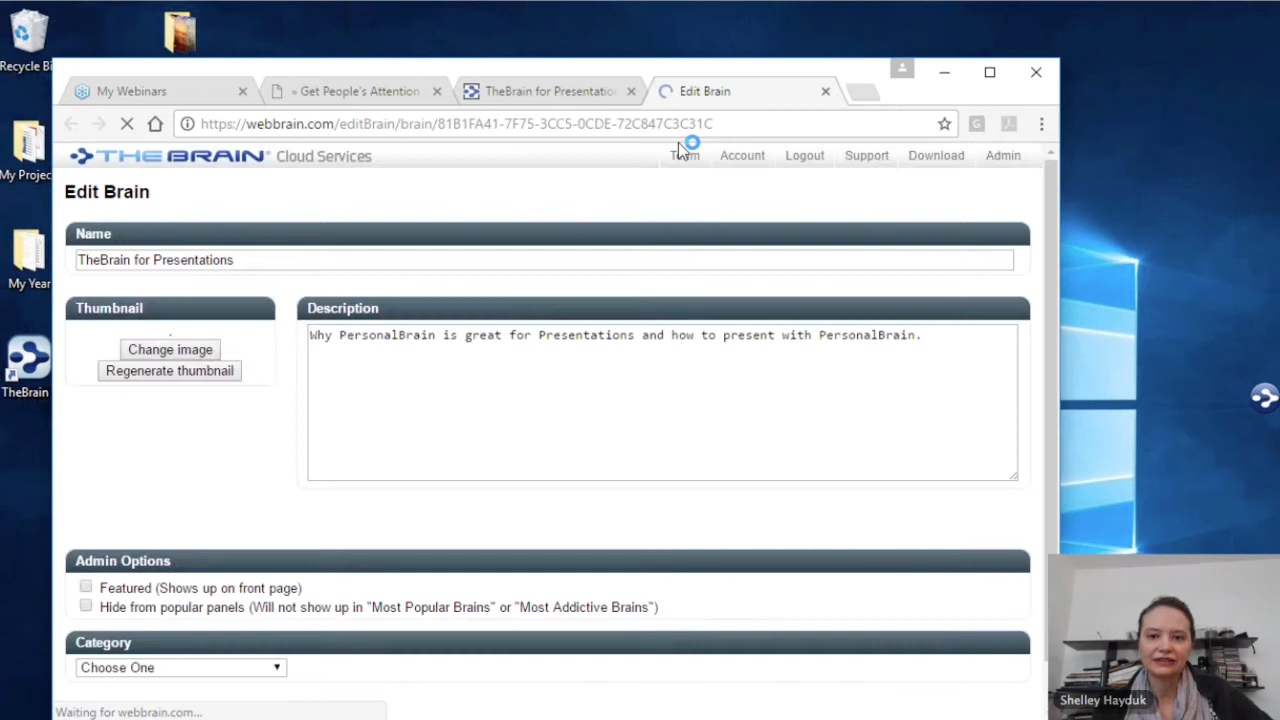 Recycle Bi
My Projec
My Year
TheBrain
My Webinars
» Get People's Attention
TheBrain for Presentatio
Edit Brain
https://webbrain.com/editBrain/brain/81B1FA41-7F75-3CC5-0CDE-72C847C3C31C
THEBRAIN® Cloud Services
Team Account Logout Support Download Admin
Edit Brain
Name
TheBrain for Presentations
Thumbnail
Change image
Regenerate thumbnail
Description
Why PersonalBrain is great for Presentations and how to present with PersonalBrain.
Admin Options
Featured (Shows up on front page)
Hide from popular panels (Will not show up in "Most Popular Brains" or "Most Addictive Brains")
Category
Choose One
Waiting for webbrain.com...
Shelley Hayduk